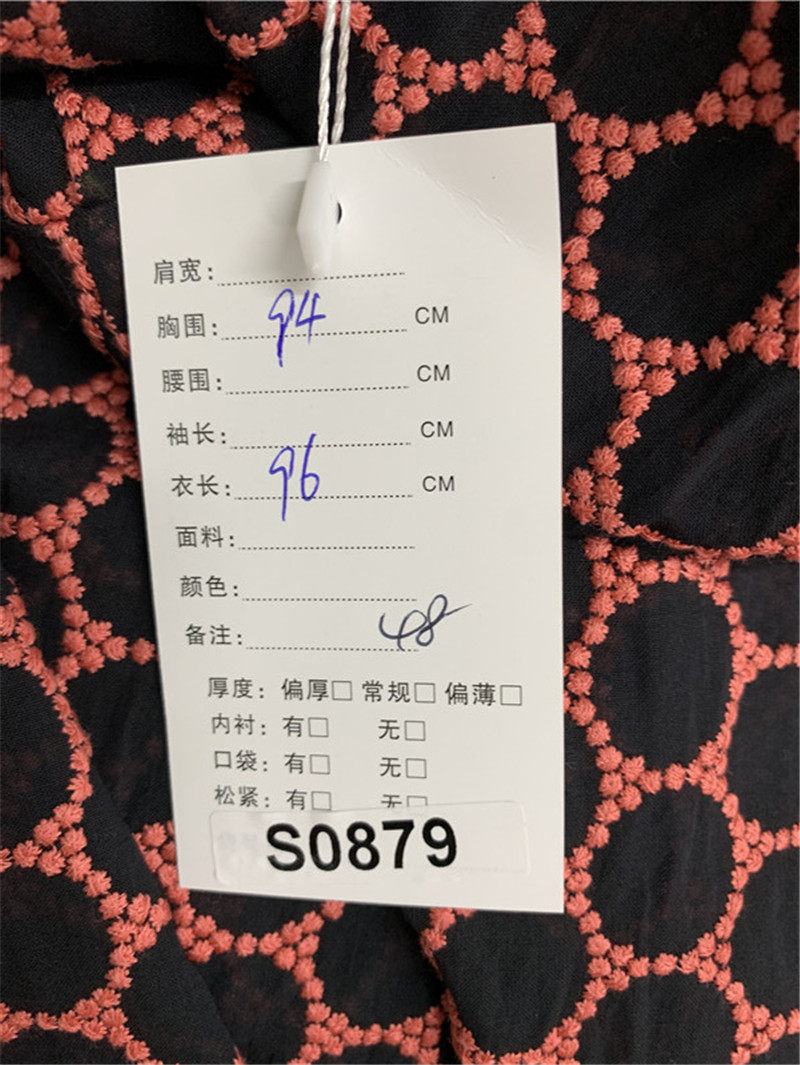 肩宽:
胸围: 94 CM
腰围: CM
袖长: CM
衣长: 96 CM
面料:
颜色:
备注: 48
厚度: 偏厚□ 常规□ 偏薄□
内衬: 有□ 无□
口袋: 有□ 无□
松紧: 有□ 无□
S0879